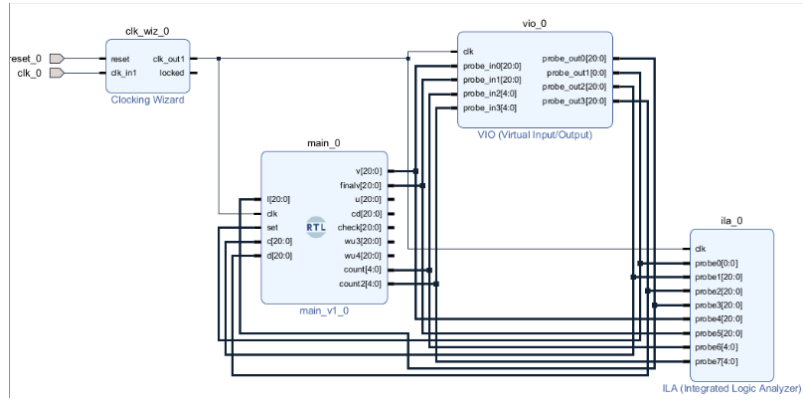 clk_wiz_0
reset_0
clk_0
reset
clk_in1
clk_out1
locked
Clocking Wizard
vio_0
clk
probe_in0[20:0]
probe_in1[20:0]
probe_in2[4:0]
probe_in3[4:0]
probe_out0[20:0]
probe_out1[0:0]
probe_out2[20:0]
probe_out3[20:0]
VIO (Virtual Input/Output)
main_0
I[20:0]
clk
set
c[20:0]
d[20:0]
RTL
v[20:0]
finalv[20:0]
u[20:0]
cd[20:0]
check[20:0]
wu3[20:0]
wu4[20:0]
count[4:0]
count2[4:0]
main_v1_0
ila_0
clk
probe0[0:0]
probe1[20:0]
probe2[20:0]
probe3[20:0]
probe4[20:0]
probe5[20:0]
probe6[4:0]
probe7[4:0]
ILA (Integrated Logic Analyzer)